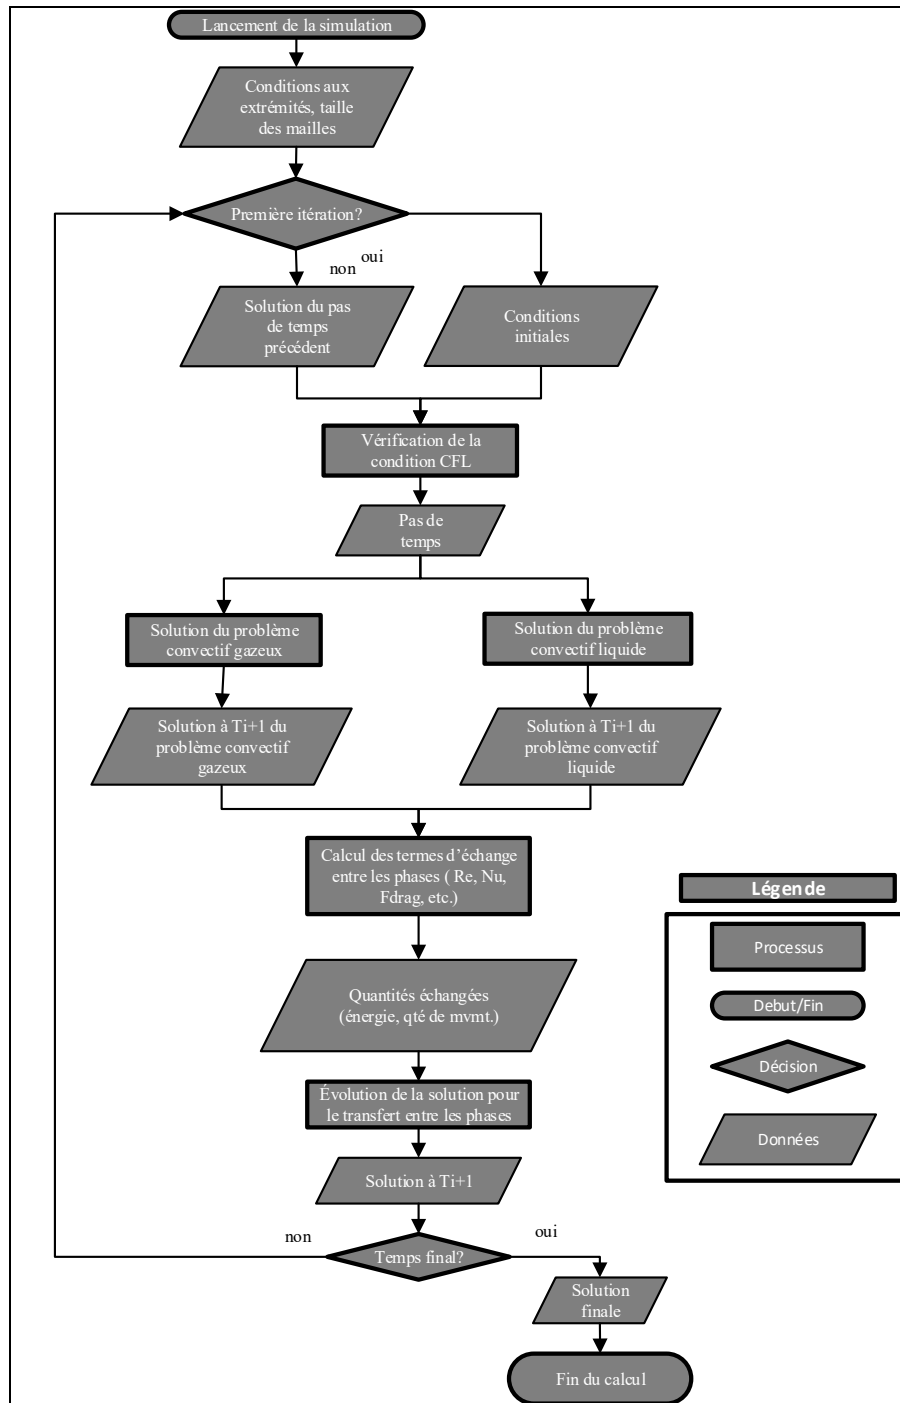 Lancement de la simulation
Conditions aux
extrémités, taille
des mailles
Première itération?
non
oui
Solution du pas
de temps
précédent
Conditions
initiales
Vérification de la
condition CFL
Pas de
temps
Solution du problème
convectif gazeux
Solution du problème
convectif liquide
Solution à Ti+1 du
problème convectif
gazeux
Solution à Ti+1 du
problème convectif
liquide
Calcul des termes d'échange
entre les phases ( Re, Nu,
Fdrag, etc.)
Quantités échangées
(énergie, qté de mvmt.)
Évolution de la solution pour
le transfert entre les phases
Solution à Ti+1
non
Temps final?
oui
Solution
finale
Fin du calcul
Légende
Processus
Debut/Fin
Décision
Données